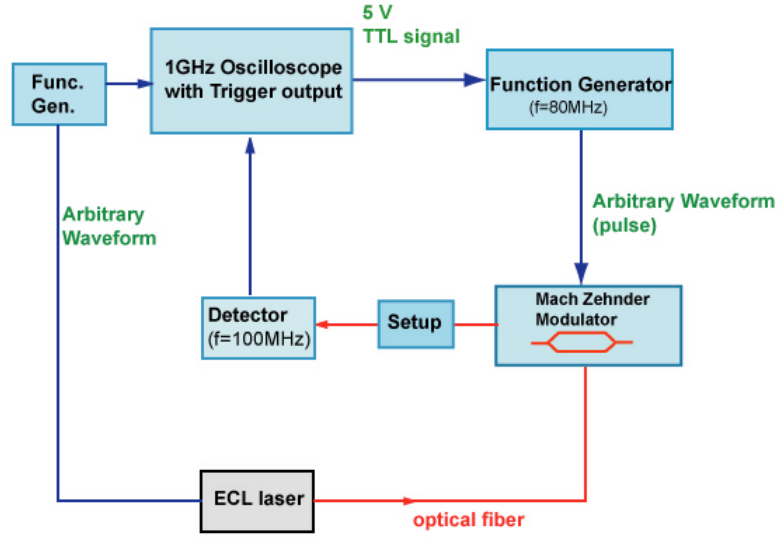 5 V
TTL signal
Func.
Gen.
1GHz Oscilloscope
with Trigger output
Function Generator
(f=80MHz)
Arbitrary
Waveform
Arbitrary Waveform
(pulse)
Detector
(f=100MHz)
Setup
Mach Zehnder
Modulator
ECL laser
optical fiber